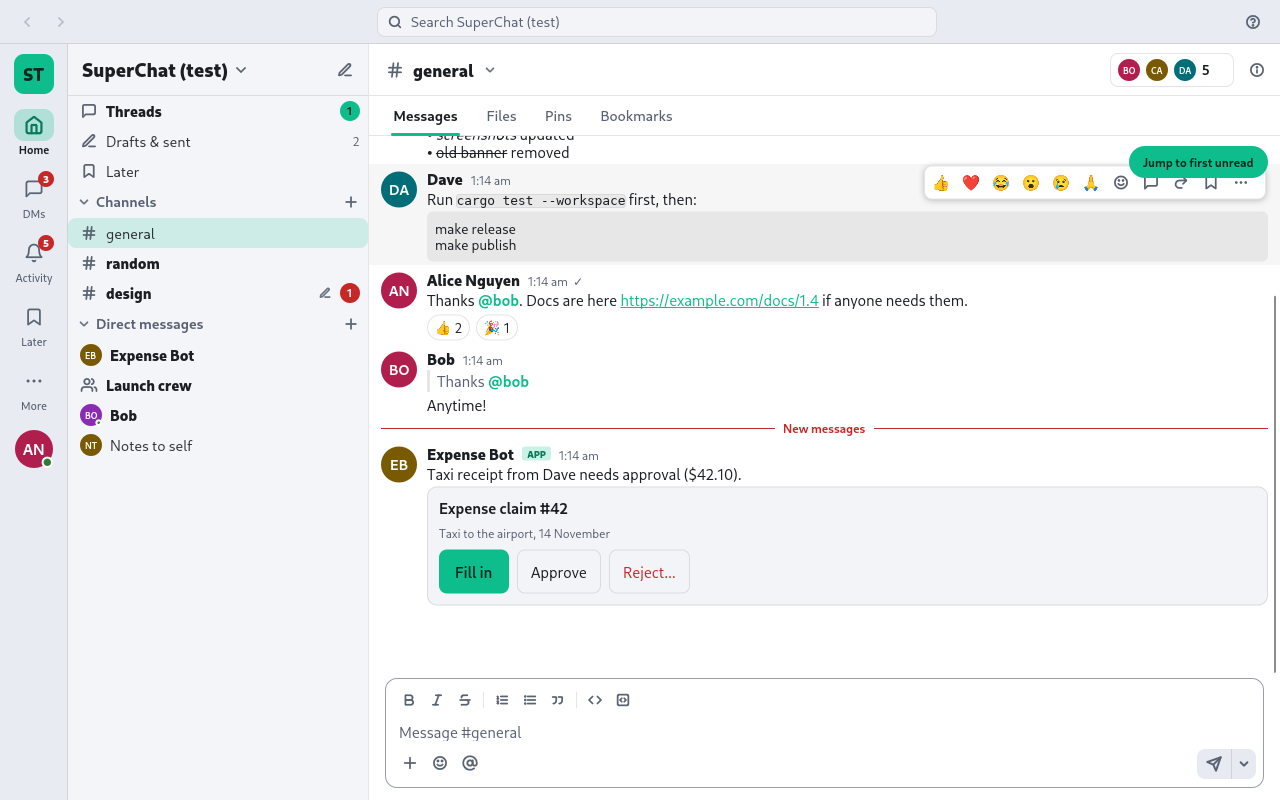 Search SuperChat (test)
ST
Home
DMs
3
Activity
5
Later
More
AN
SuperChat (test)
Threads
1
Drafts & sent
2
Later
Channels
# general
# random
# design
1
Direct messages
EB Expense Bot
Launch crew
BO Bob
NT Notes to self
# general
BO CA DA 5
Messages Files Pins Bookmarks
• screenshots updated
• old banner removed
Jump to first unread
DA
Dave 1:14 am
Run cargo test --workspace first, then:
make release
make publish
AN
Alice Nguyen 1:14 am ✓
Thanks @bob. Docs are here https://example.com/docs/1.4 if anyone needs them.
👍 2 🎉 1
BO
Bob 1:14 am
Thanks @bob
Anytime!
New messages
EB
Expense Bot APP 1:14 am
Taxi receipt from Dave needs approval ($42.10).
Expense claim #42
Taxi to the airport, 14 November
Fill in Approve Reject...
Message #general